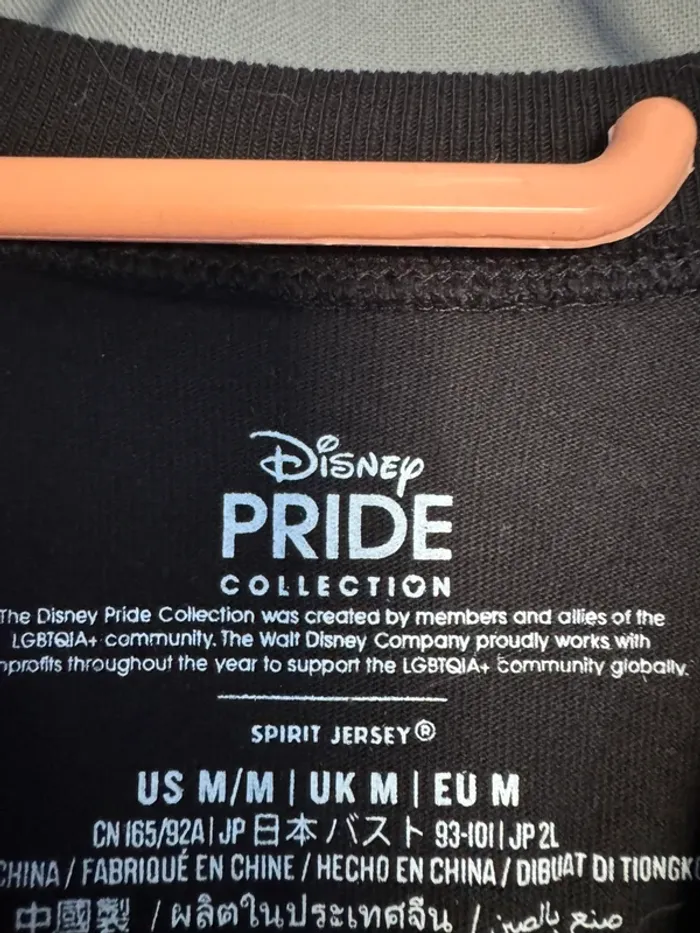 Disney
PRIDE
COLLECTION
The Disney Pride Collection was created by members and allies of the
LGBTQIA+ community. The Walt Disney Company proudly works with
nprofits throughout the year to support the LGBTQIA+ community globally.
SPIRIT JERSEY®
US M/M | UK M | EU M
CN 165/92A | JP 日本 バスト 93-101 | JP 2L
CHINA / FABRIQUÉ EN CHINE / HECHO EN CHINA / DIBUAT DI TIONGK
中國製 / ผลิตในประเทศจีน / صنع بالصين